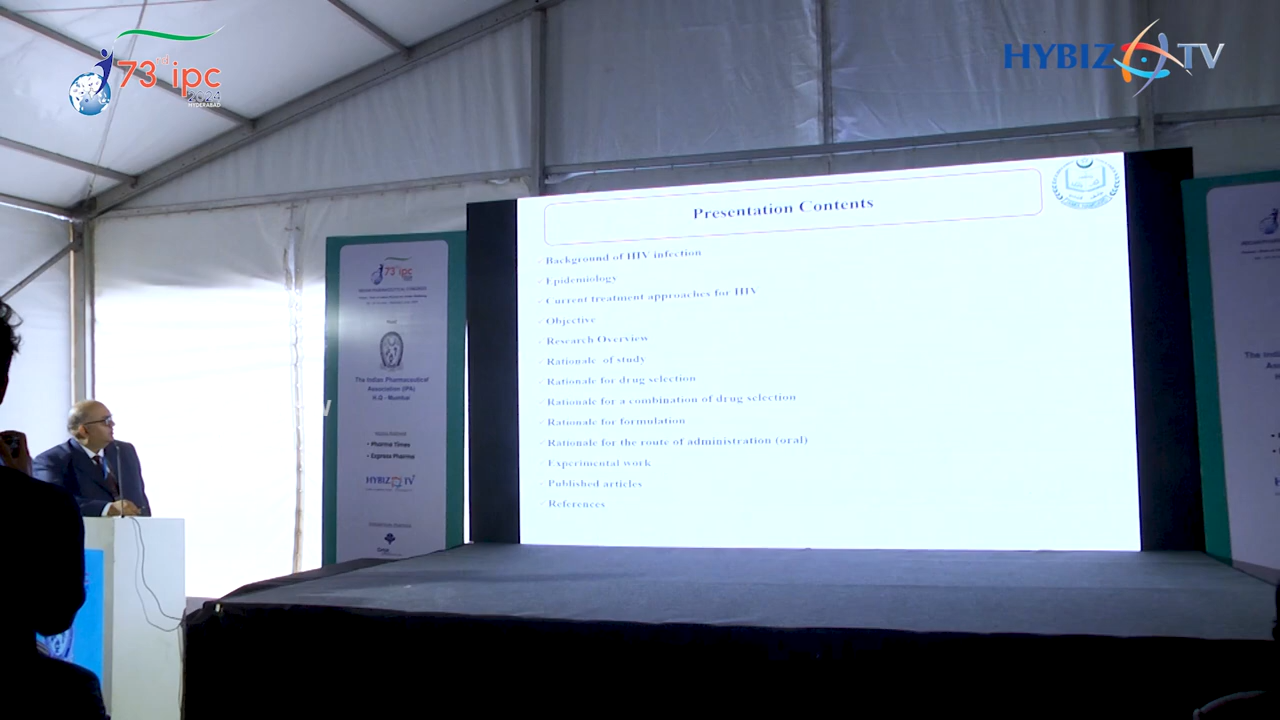 73rd ipc
2024
HYDERABAD
HYBIZ TV
Presentation Contents
Background of HIV infection
Epidemiology
Current treatment approaches for HIV
Objective
Research Overview
Rationale of study
Rationale for drug selection
Rationale for a combination of drug selection
Rationale for formulation
Rationale for the route of administration (oral)
Experimental work
Published articles
References
73rd ipc
The Indian Pharmaceutical
Association (IPA)
H.O - Mumbai
• Pharma Times
• Express Pharma
HYBIZ TV